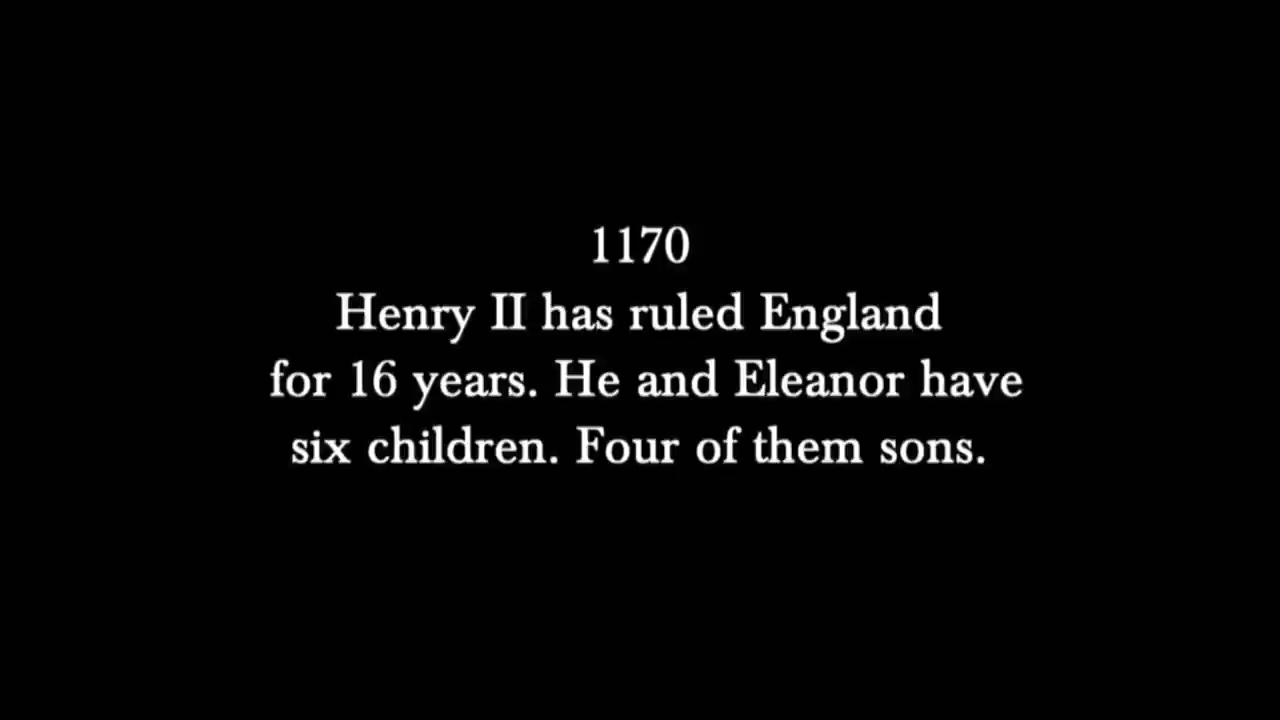 1170
Henry II has ruled England
for 16 years. He and Eleanor have
six children. Four of them sons.